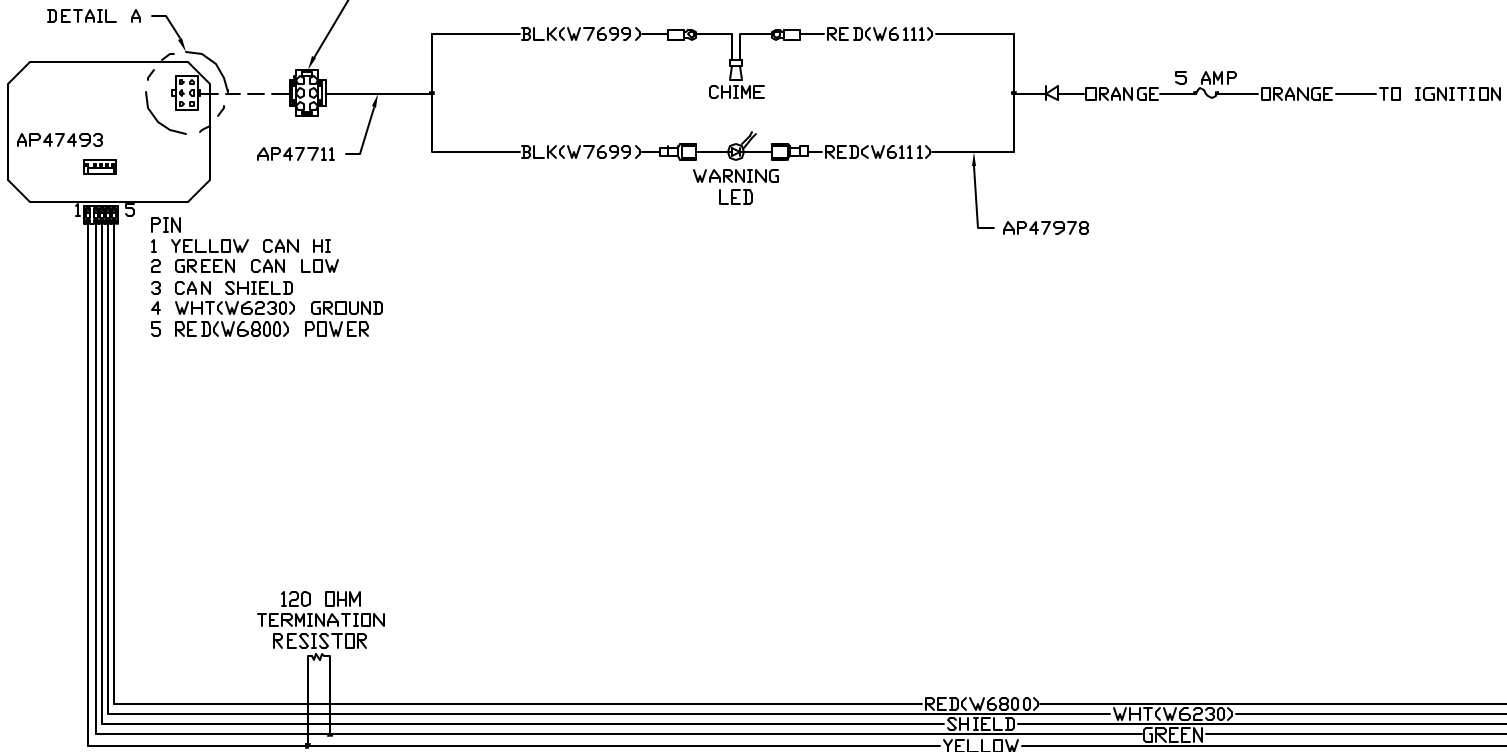 DETAIL A
BLK(W7699)
RED(W6111)
CHIME
5 AMP
ORANGE
ORANGE
TO IGNITION
AP47493
AP47711
BLK(W7699)
RED(W6111)
WARNING
LED
AP47978
1
5
PIN
1 YELLOW CAN HI
2 GREEN CAN LOW
3 CAN SHIELD
4 WHT(W6230) GROUND
5 RED(W6800) POWER
120 OHM
TERMINATION
RESISTOR
RED(W6800)
WHT(W6230)
SHIELD
GREEN
YELLOW